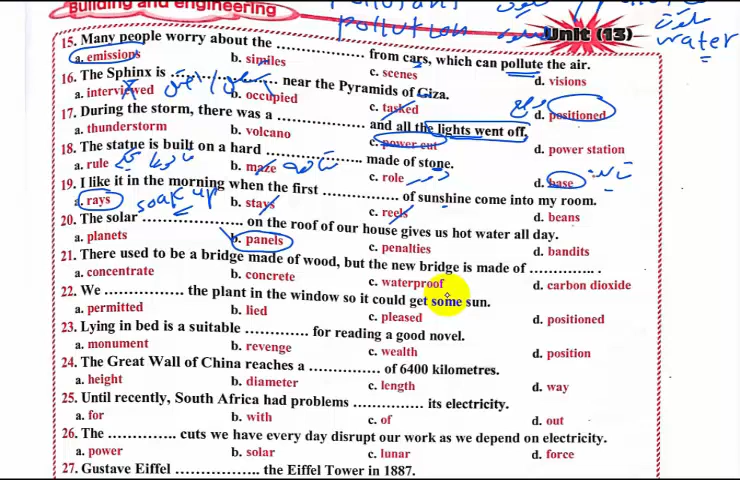 Building and engineering
pollution
Unit (13)
ملوث
water
15. Many people worry about the ……………… from cars, which can pollute the air.
a. emissions b. similes c. scenes d. visions
16. The Sphinx is ……………… near the Pyramids of Giza.
a. interviewed b. occupied c. tasked d. positioned
17. During the storm, there was a ……………… and all the lights went off.
a. thunderstorm b. volcano c. power cut d. power station
18. The statue is built on a hard ……………… made of stone.
a. rule b. maze متاهة c. role دور d. base
19. I like it in the morning when the first ……………… of sunshine come into my room.
a. rays soak up b. stays c. reels d. beans
20. The solar ……………… on the roof of our house gives us hot water all day.
a. planets b. panels c. penalties d. bandits
21. There used to be a bridge made of wood, but the new bridge is made of ……………… .
a. concentrate b. concrete c. waterproof d. carbon dioxide
22. We ……………… the plant in the window so it could get some sun.
a. permitted b. lied c. pleased d. positioned
23. Lying in bed is a suitable ……………… for reading a good novel.
a. monument b. revenge c. wealth d. position
24. The Great Wall of China reaches a ……………… of 6400 kilometres.
a. height b. diameter c. length d. way
25. Until recently, South Africa had problems ……………… its electricity.
a. for b. with c. of d. out
26. The ……………… cuts we have every day disrupt our work as we depend on electricity.
a. power b. solar c. lunar d. force
27. Gustave Eiffel ……………… the Eiffel Tower in 1887.